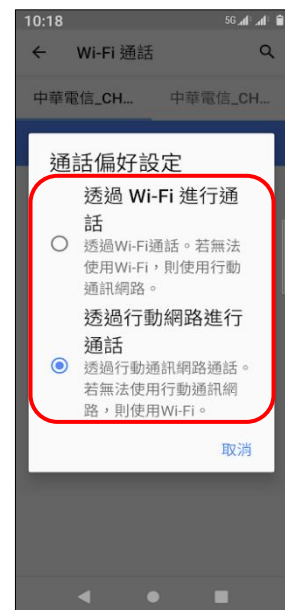 10:18 5G
Wi-Fi 通話
中華電信_CH... 中華電信_CH...
通話偏好設定
透過 Wi-Fi 進行通
話
透過Wi-Fi通話。若無法
使用Wi-Fi，則使用行動
通訊網路。
透過行動網路進行
通話
透過行動通訊網路通話。
若無法使用行動通訊網
路，則使用Wi-Fi。
取消